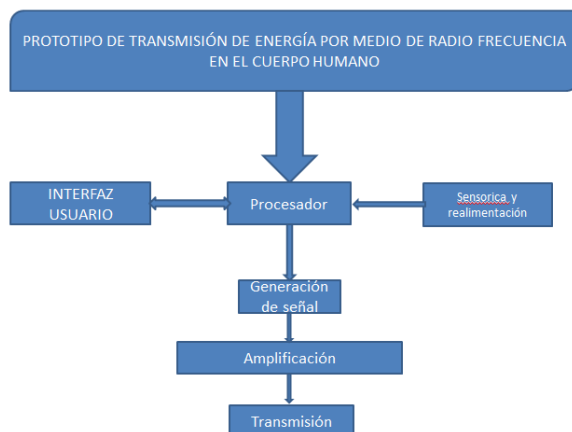 PROTOTIPO DE TRANSMISIÓN DE ENERGÍA POR MEDIO DE RADIO FRECUENCIA
EN EL CUERPO HUMANO
INTERFAZ
USUARIO
Procesador
Sensorica y
realimentación
Generación
de señal
Amplificación
Transmisión